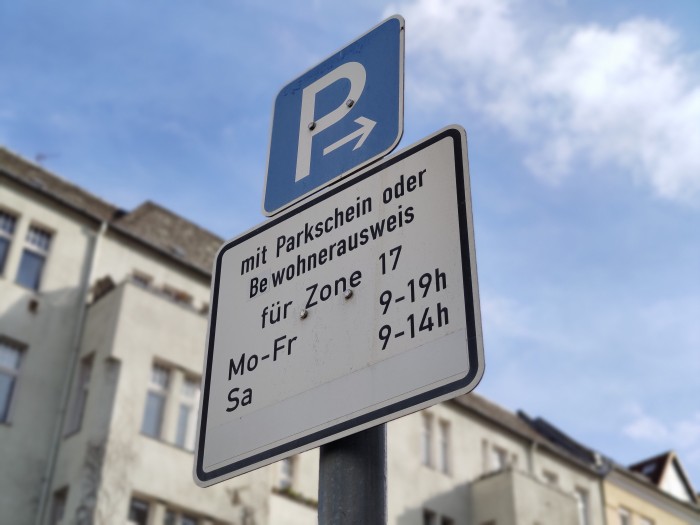 P
mit Parkschein oder
Bewohnerausweis
für Zone 17
Mo-Fr 9-19h
Sa 9-14h